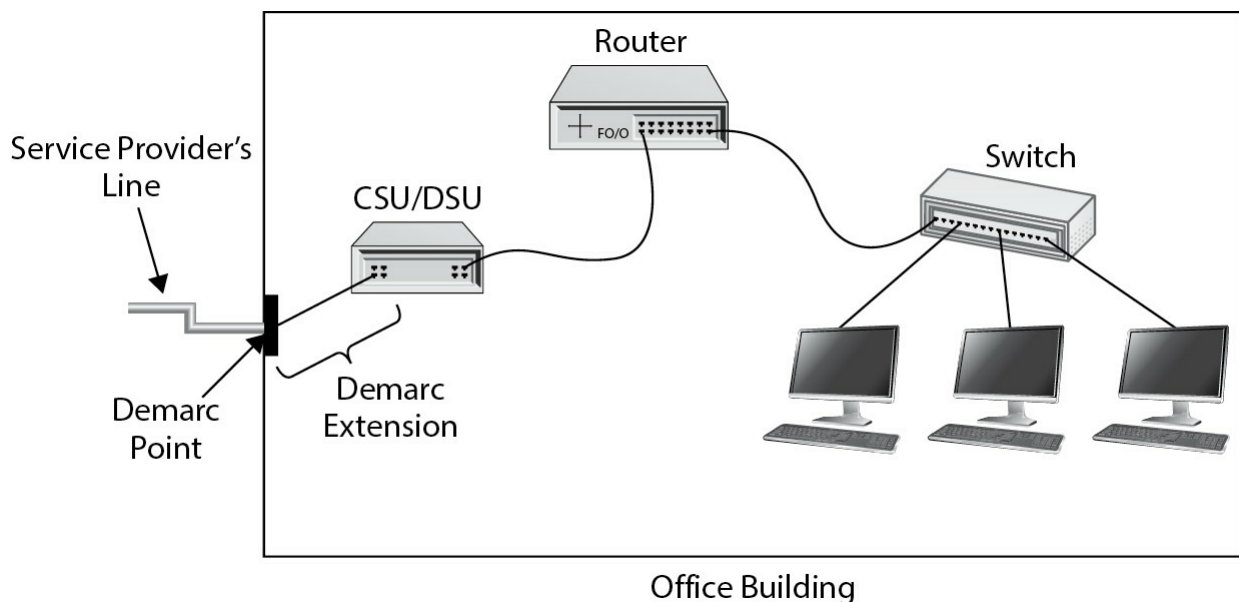 Router
FO/O
Service Provider's
Line
CSU/DSU
Switch
Demarc
Point
Demarc
Extension
Office Building